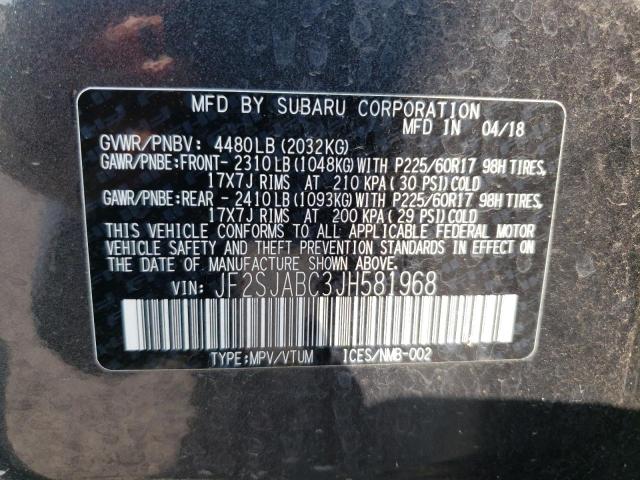 MFD BY SUBARU CORPORATION
MFD IN 04/18
GVWR/PNBV: 4480LB (2032KG)
GAWR/PNBE:FRONT- 2310LB (1048KG) WITH P225/60R17 98H TIRES,
17X7J RIMS AT 210 KPA (30 PSI) COLD
GAWR/PNBE:REAR - 2410LB (1093KG) WITH P225/60R17 98H TIRES,
17X7J RIMS AT 200 KPA (29 PSI) COLD
THIS VEHICLE CONFORMS TO ALL APPLICABLE FEDERAL MOTOR
VEHICLE SAFETY AND THEFT PREVENTION STANDARDS IN EFFECT ON
THE DATE OF MANUFACTURE SHOWN ABOVE.
VIN: JF2SJABC3JH581968
TYPE:MPV/VTUM ICES/NMB-002